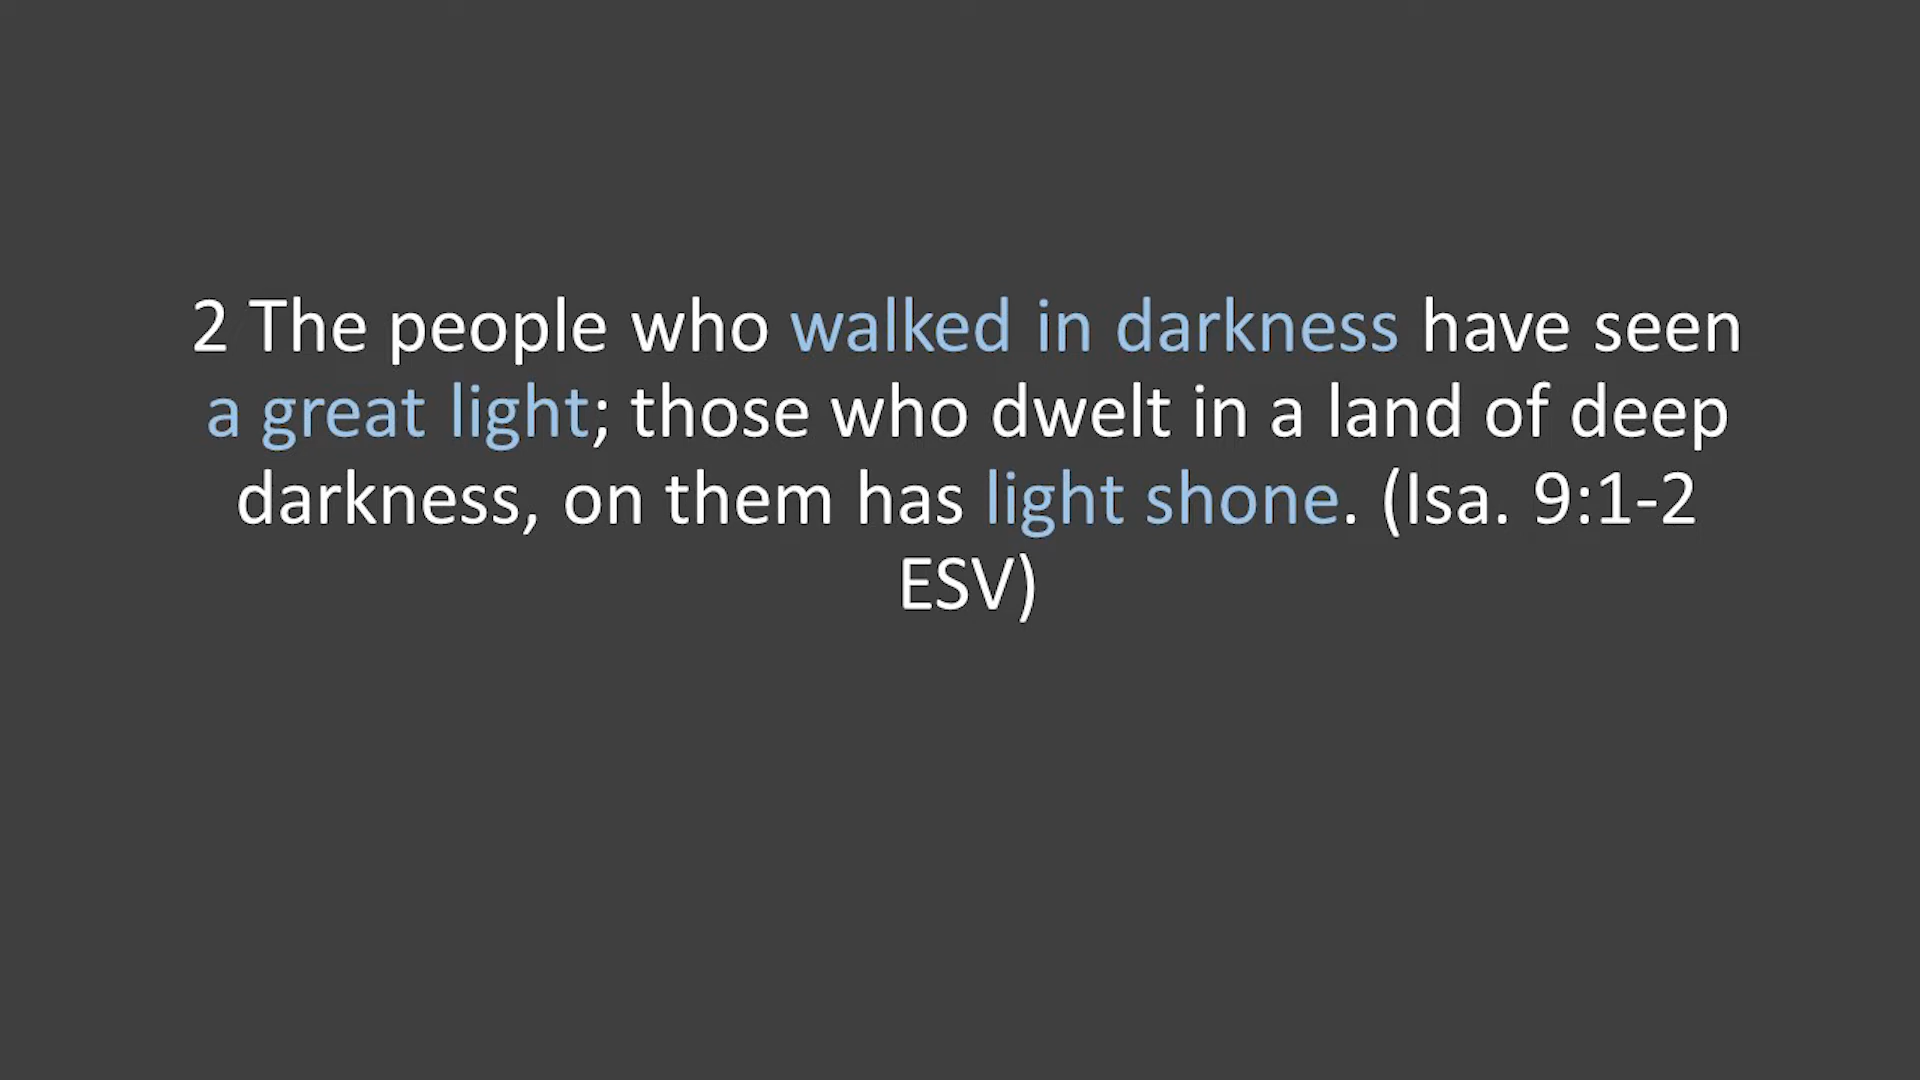 2 The people who walked in darkness have seen
a great light; those who dwelt in a land of deep
darkness, on them has light shone. (Isa. 9:1-2
ESV)